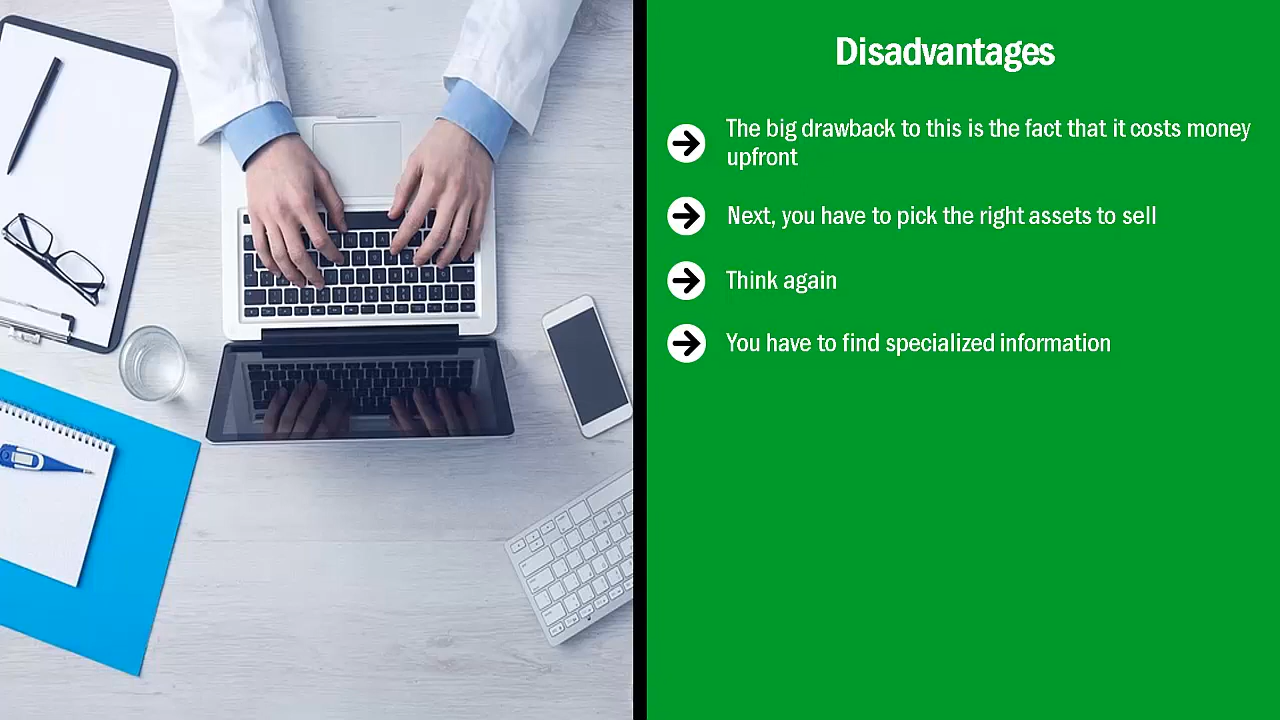 Disadvantages
The big drawback to this is the fact that it costs money
upfront
Next, you have to pick the right assets to sell
Think again
You have to find specialized information